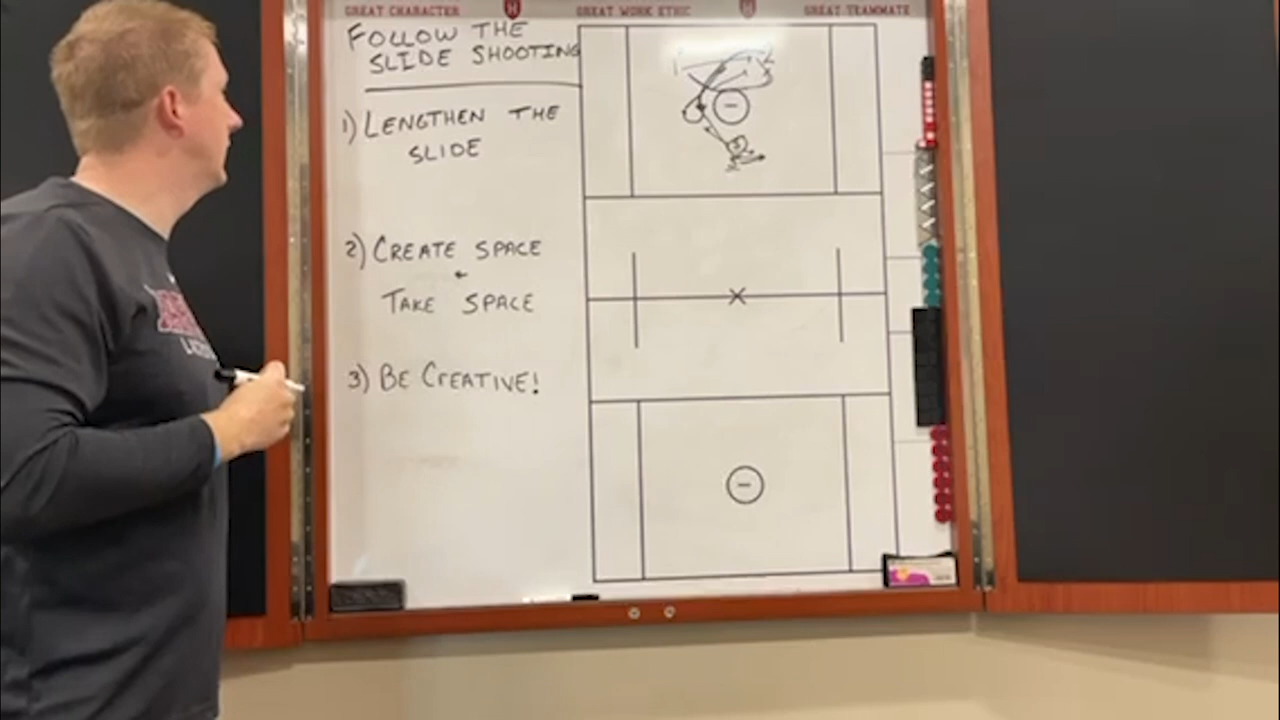 GREAT CHARACTER
GREAT WORK ETHIC
GREAT TEAMMATE
FOLLOW THE
SLIDE SHOOTING
1) LENGTHEN THE
SLIDE
2) CREATE SPACE
+
TAKE SPACE
3) BE CREATIVE!